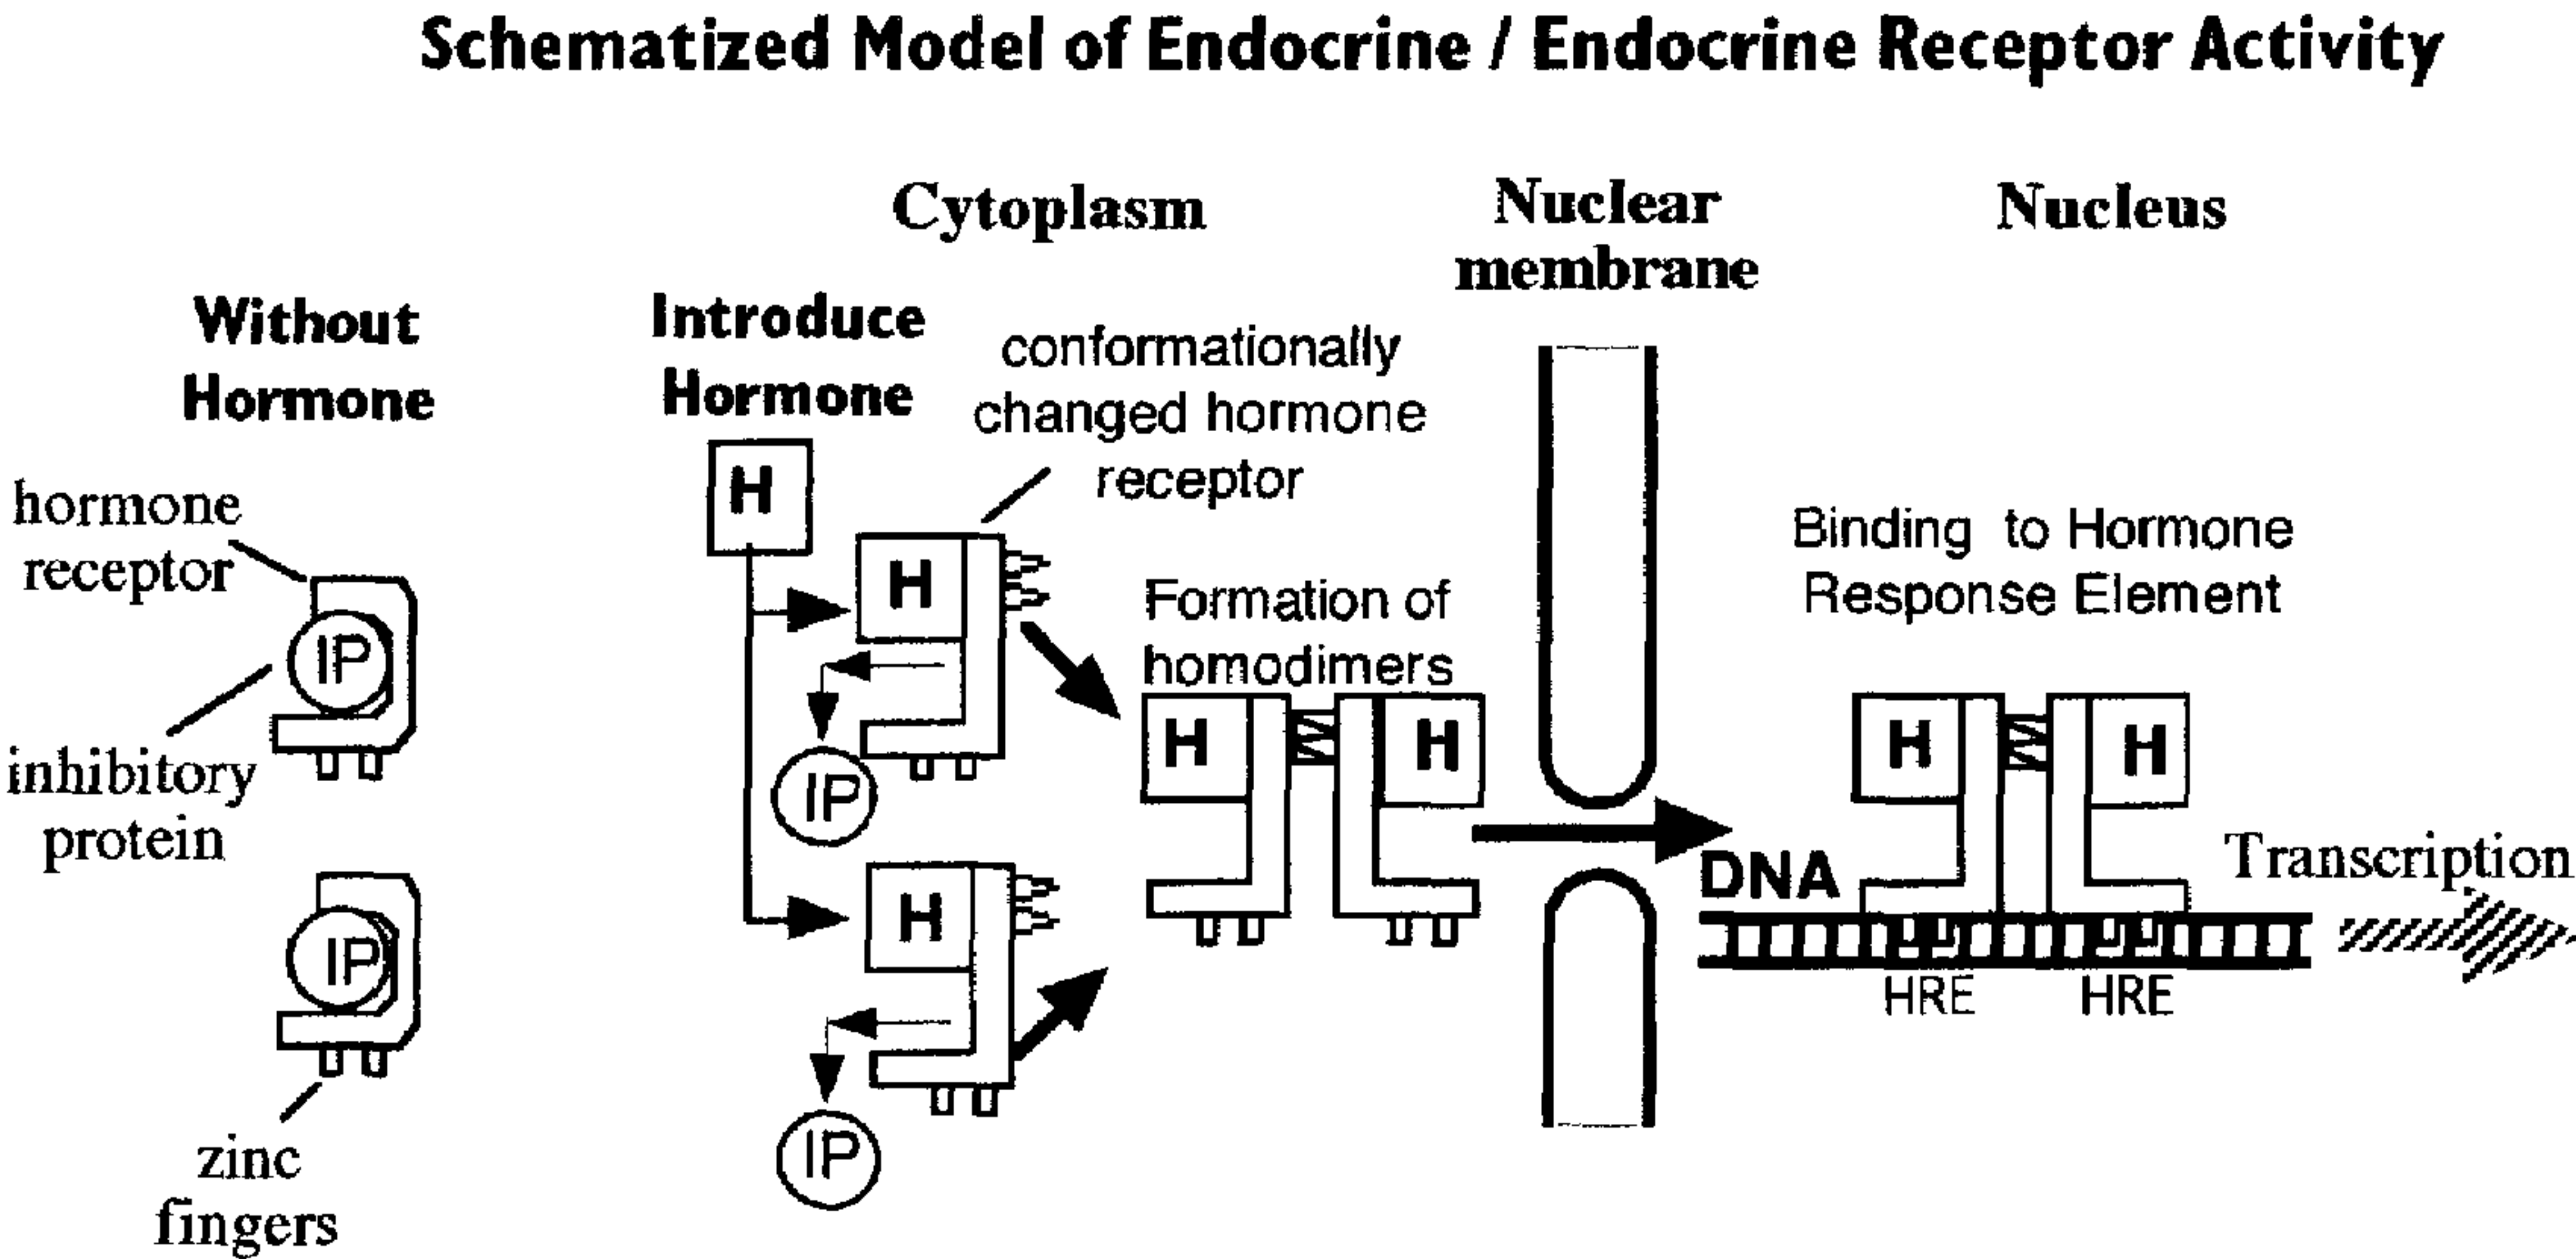 Schematized Model of Endocrine / Endocrine Receptor Activity
Cytoplasm
Nuclear
membrane
Nucleus
Without
Hormone
Introduce
Hormone
conformationally
changed hormone
receptor
hormone
receptor
IP
inhibitory
protein
IP
zinc
fingers
H
H
IP
H
IP
Formation of
homodimers
H
H
Binding to Hormone
Response Element
H
H
DNA
HRE
HRE
Transcription